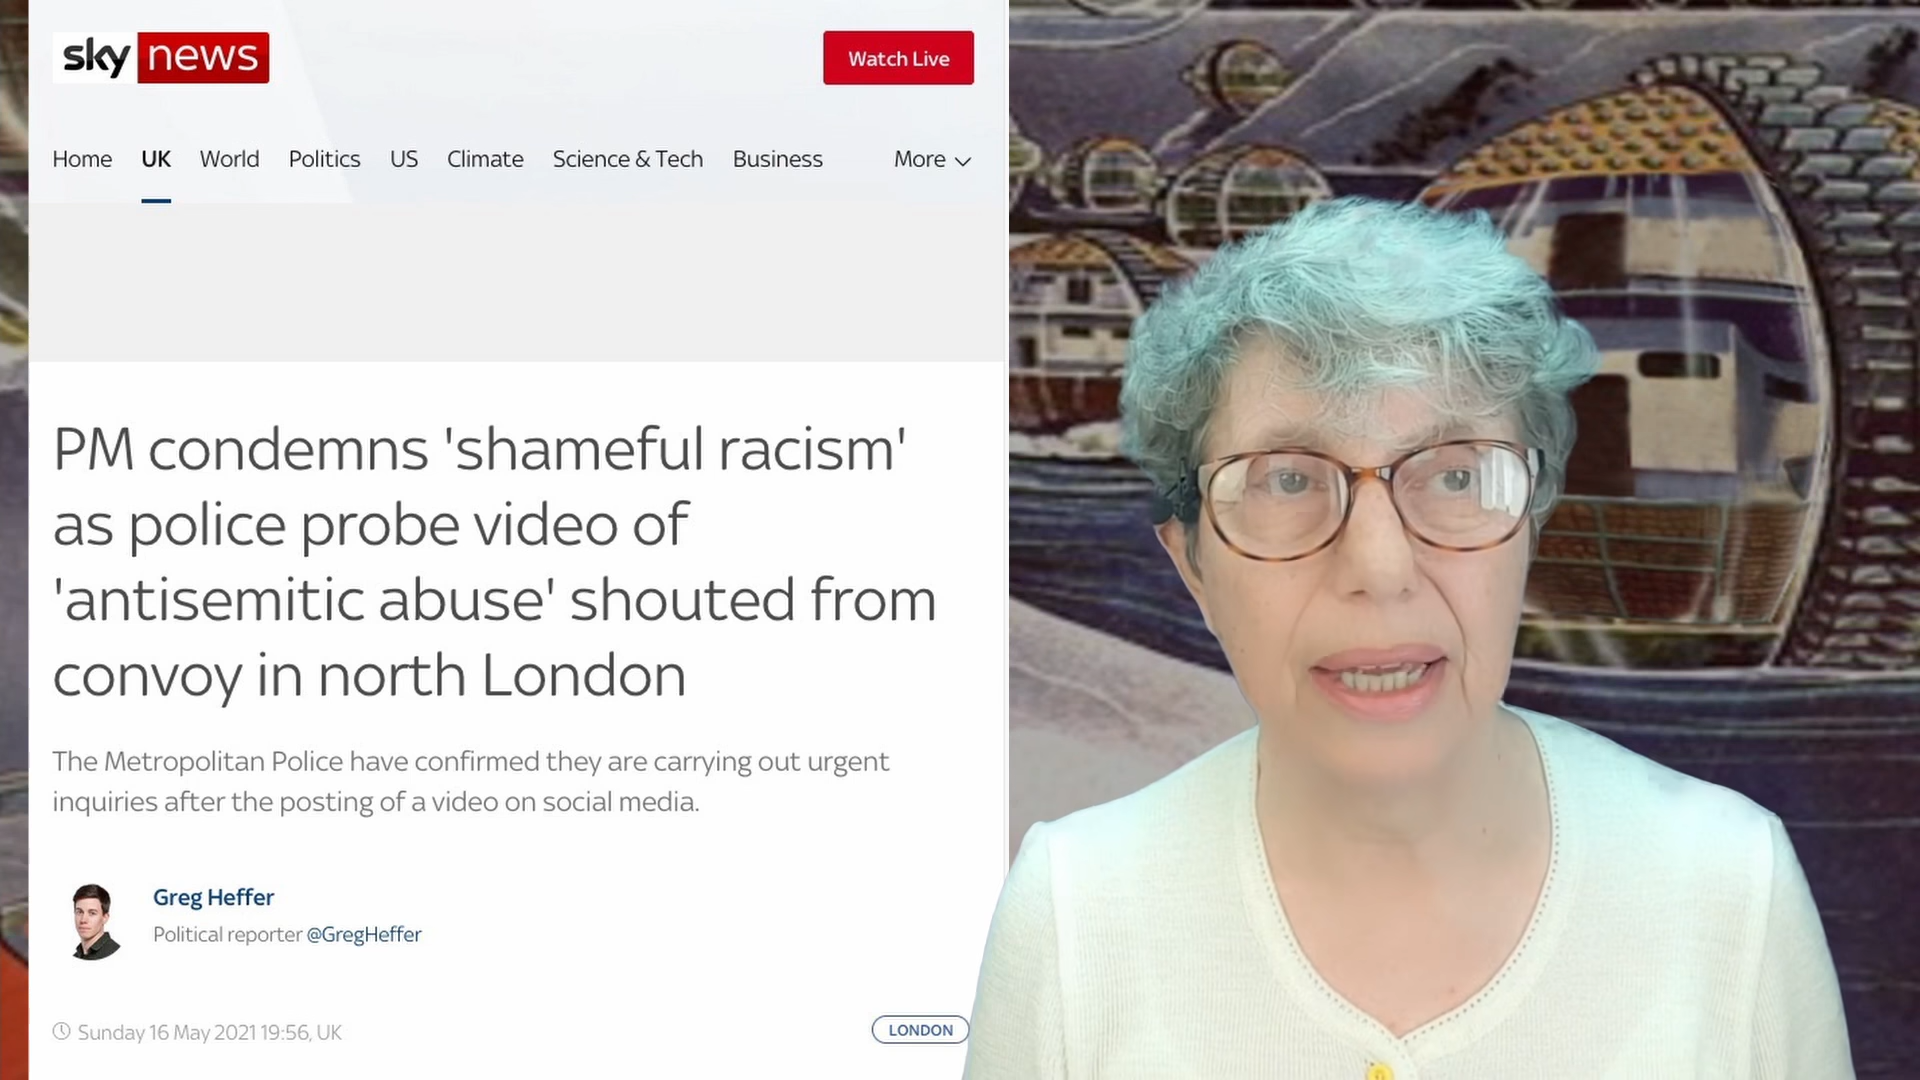 sky news
Watch Live
Home UK World Politics US Climate Science & Tech Business More
PM condemns 'shameful racism'
as police probe video of
'antisemitic abuse' shouted from
convoy in north London
The Metropolitan Police have confirmed they are carrying out urgent
inquiries after the posting of a video on social media.
Greg Heffer
Political reporter @GregHeffer
Sunday 16 May 2021 19:56, UK
LONDON